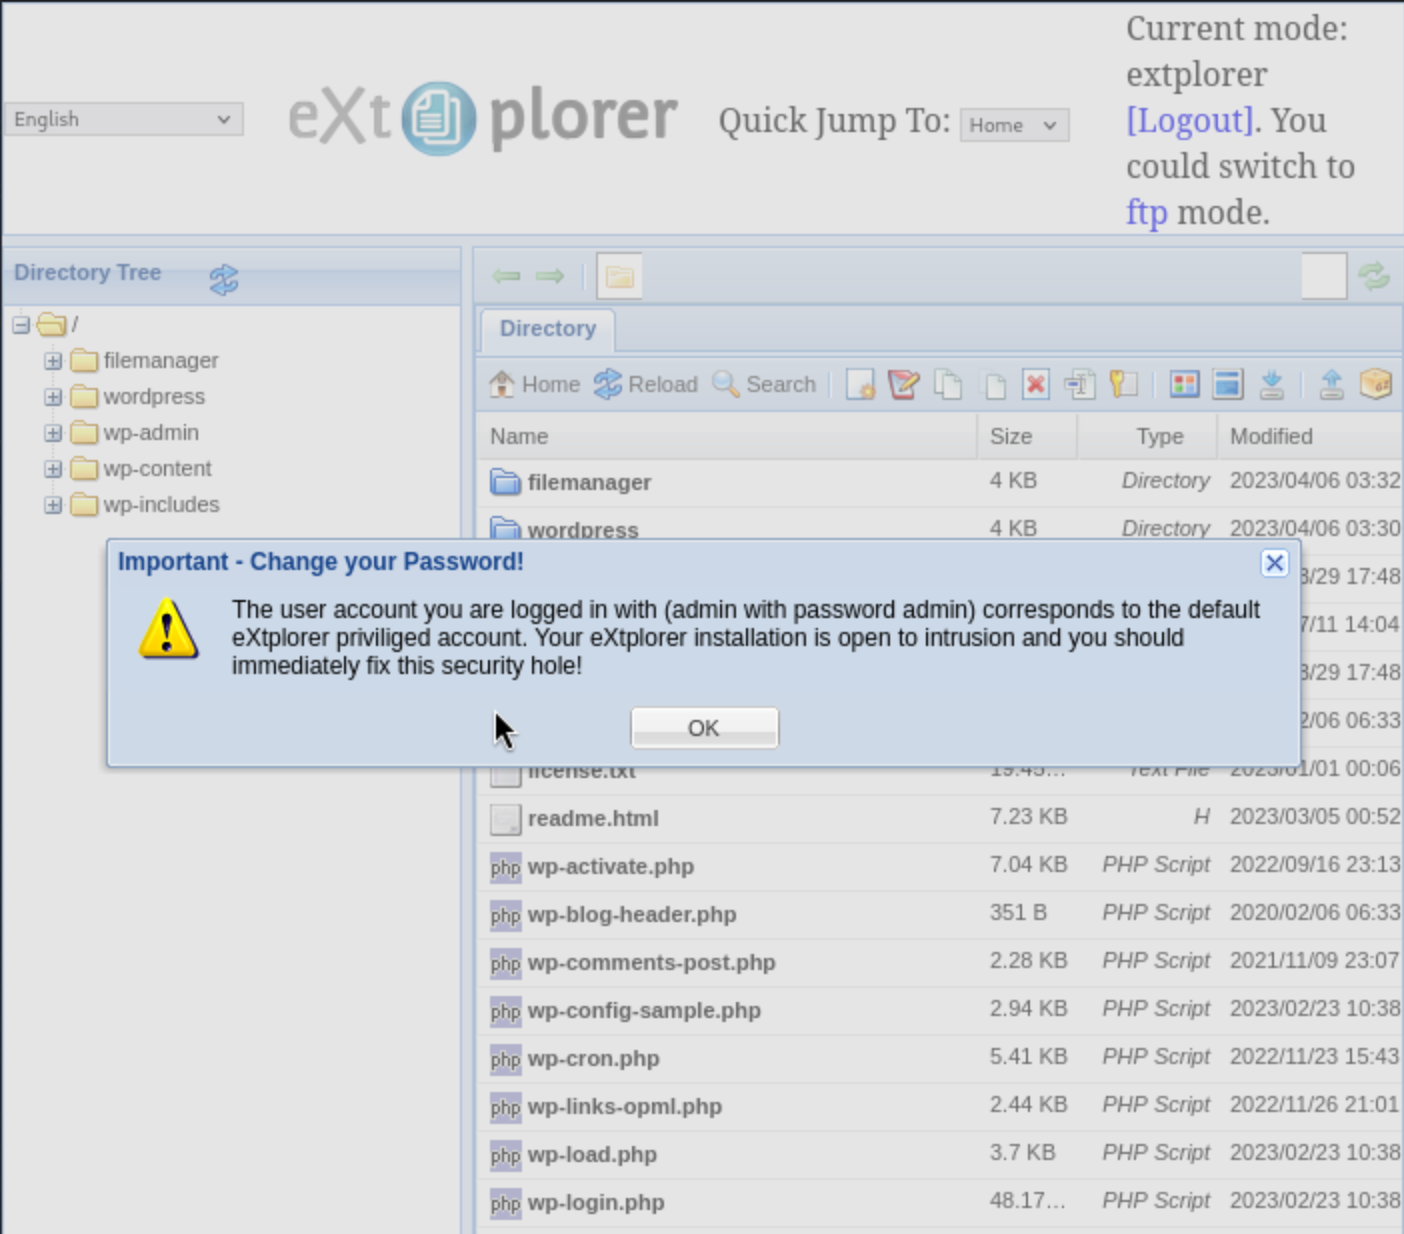 Current mode:
extplorer
[Logout]. You
could switch to
ftp mode.
English
eXtplorer
Quick Jump To: Home
Directory Tree
/
filemanager
wordpress
wp-admin
wp-content
wp-includes
Directory
Home Reload Search
Name Size Type Modified
filemanager 4 KB Directory 2023/04/06 03:32
wordpress 4 KB Directory 2023/04/06 03:30
Important - Change your Password!
The user account you are logged in with (admin with password admin) corresponds to the default
eXtplorer priviliged account. Your eXtplorer installation is open to intrusion and you should
immediately fix this security hole!
OK
/29 17:48
/11 14:04
/29 17:48
/06 06:33
license.txt 19.45... Text File 2023/01/01 00:06
readme.html 7.23 KB H 2023/03/05 00:52
php wp-activate.php 7.04 KB PHP Script 2022/09/16 23:13
php wp-blog-header.php 351 B PHP Script 2020/02/06 06:33
php wp-comments-post.php 2.28 KB PHP Script 2021/11/09 23:07
php wp-config-sample.php 2.94 KB PHP Script 2023/02/23 10:38
php wp-cron.php 5.41 KB PHP Script 2022/11/23 15:43
php wp-links-opml.php 2.44 KB PHP Script 2022/11/26 21:01
php wp-load.php 3.7 KB PHP Script 2023/02/23 10:38
php wp-login.php 48.17... PHP Script 2023/02/23 10:38